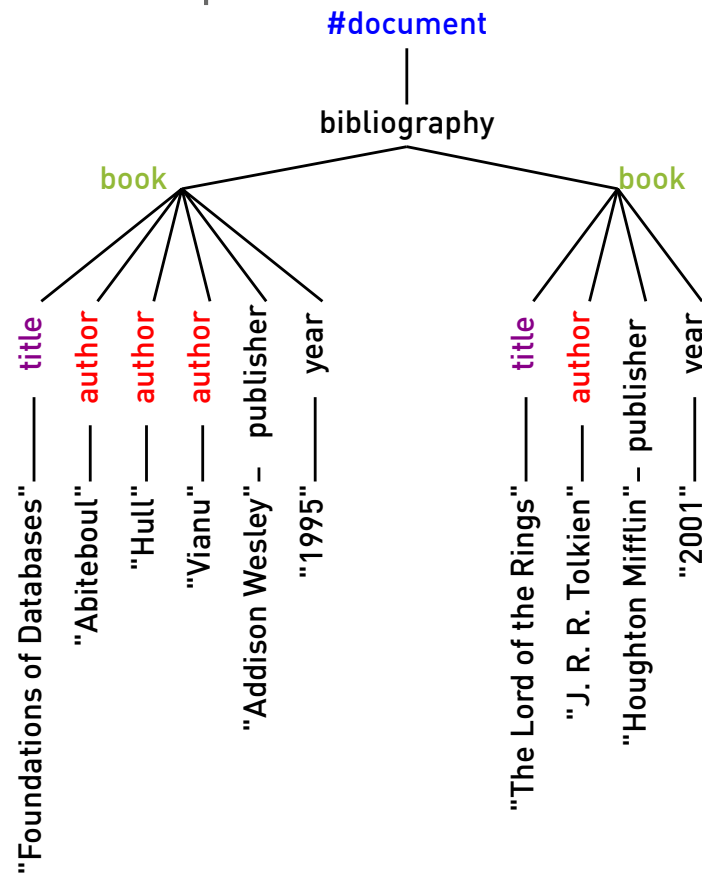 #document
bibliography
book
book
title
author
author
author
publisher
year
title
author
publisher
year
"Foundations of Databases"
"Abiteboul"
"Hull"
"Vianu"
"Addison Wesley"
"1995"
"The Lord of the Rings"
"J. R. R. Tolkien"
"Houghton Mifflin"
"2001"